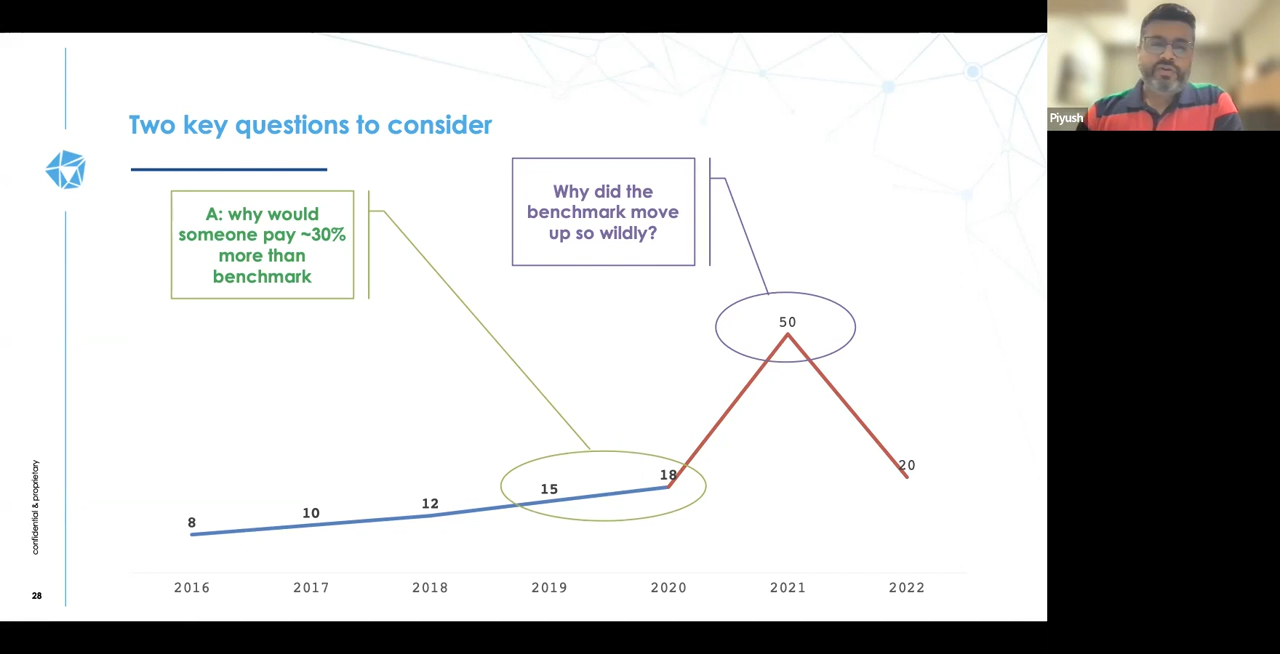 Two key questions to consider
A: why would
someone pay ~30%
more than
benchmark
Why did the
benchmark move
up so wildly?
50
20
18
15
12
10
8
2016
2017
2018
2019
2020
2021
2022
confidential & proprietary
28
Piyush